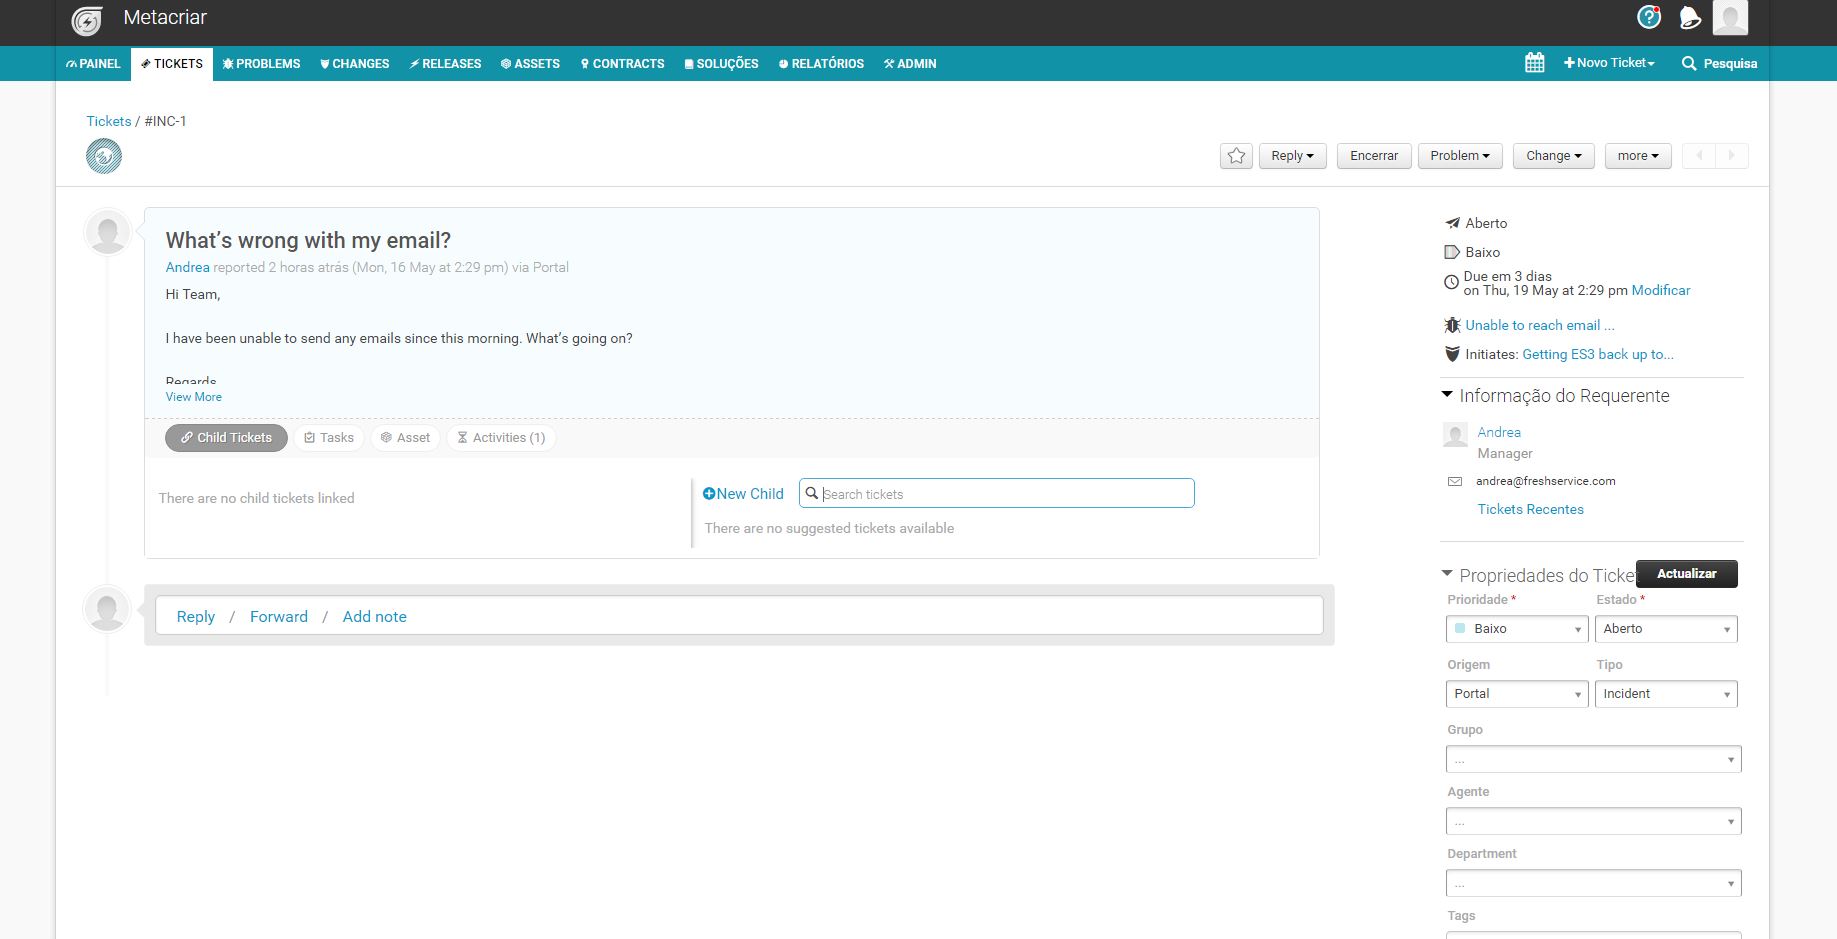 Metacriar
PAINEL TICKETS PROBLEMS CHANGES RELEASES ASSETS CONTRACTS SOLUÇÕES RELATÓRIOS ADMIN Novo Ticket Pesquisa
Tickets / #INC-1
Reply Encerrar Problem Change more
What's wrong with my email?
Andrea reported 2 horas atrás (Mon, 16 May at 2:29 pm) via Portal
Hi Team,
I have been unable to send any emails since this morning. What's going on?
Regards
View More
Child Tickets Tasks Asset Activities (1)
There are no child tickets linked
New Child Search tickets
There are no suggested tickets available
Reply / Forward / Add note
Aberto
Baixo
Due em 3 dias
on Thu, 19 May at 2:29 pm Modificar
Unable to reach email ...
Initiates: Getting ES3 back up to...
Informação do Requerente
Andrea
Manager
andrea@freshservice.com
Tickets Recentes
Propriedades do Ticket Actualizar
Prioridade * Estado *
Baixo Aberto
Origem Tipo
Portal Incident
Grupo
...
Agente
...
Department
...
Tags